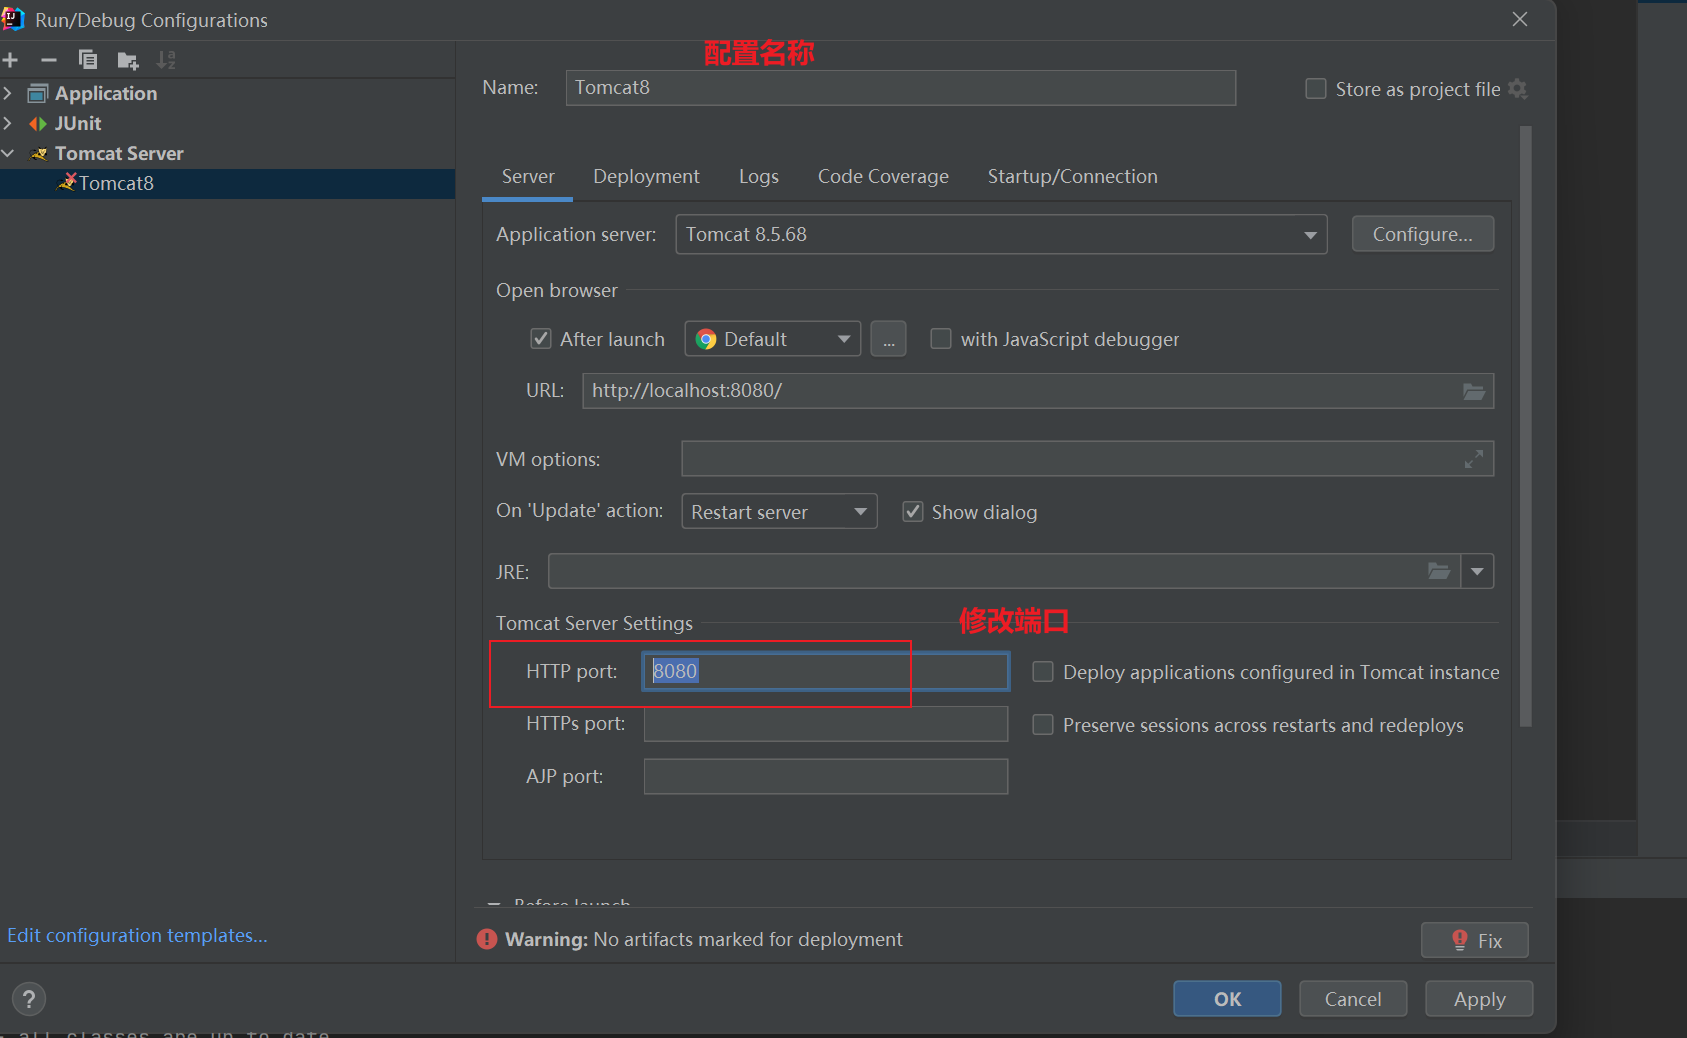 Run/Debug Configurations
配置名称
Name:
Tomcat8
Store as project file
Application
JUnit
Tomcat Server
Tomcat8
Server
Deployment
Logs
Code Coverage
Startup/Connection
Application server:
Tomcat 8.5.68
Configure...
Open browser
After launch
Default
...
with JavaScript debugger
URL:
http://localhost:8080/
VM options:
On 'Update' action:
Restart server
Show dialog
JRE:
Tomcat Server Settings
修改端口
HTTP port:
8080
Deploy applications configured in Tomcat instance
HTTPs port:
Preserve sessions across restarts and redeploys
AJP port:
Before launch
Edit configuration templates...
Warning: No artifacts marked for deployment
Fix
?
OK
Cancel
Apply
all classes are up to date